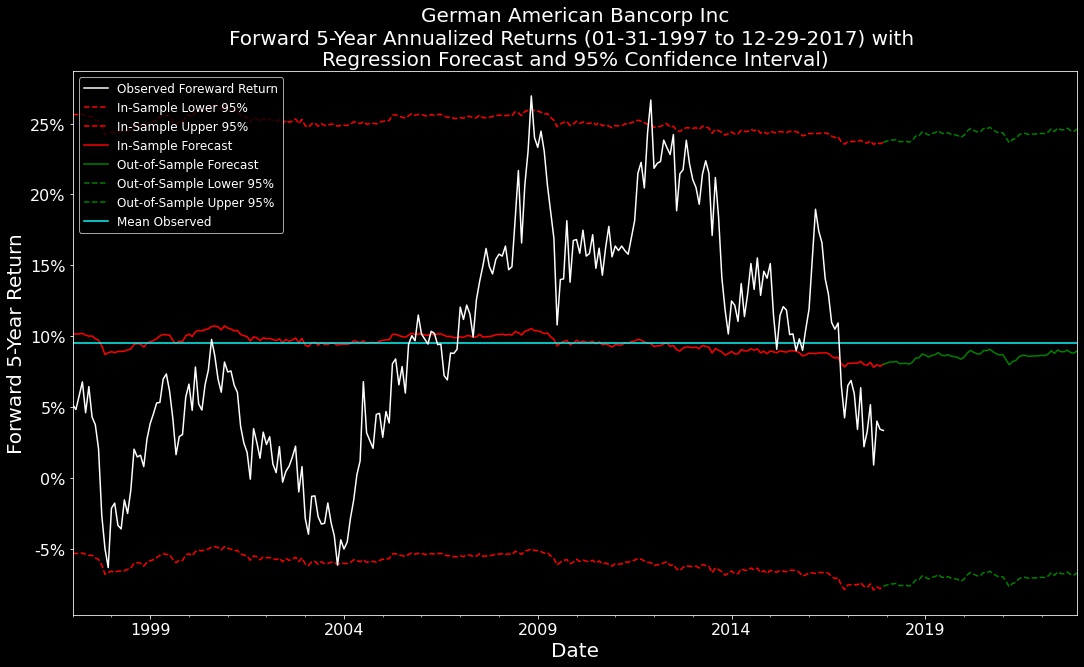 German American Bancorp Inc
Forward 5-Year Annualized Returns (01-31-1997 to 12-29-2017) with
Regression Forecast and 95% Confidence Interval)
Observed Foreward Return
In-Sample Lower 95%
In-Sample Upper 95%
In-Sample Forecast
Out-of-Sample Forecast
Out-of-Sample Lower 95%
Out-of-Sample Upper 95%
Mean Observed
Forward 5-Year Return
25%
20%
15%
10%
5%
0%
-5%
1999
2004
2009
2014
2019
Date